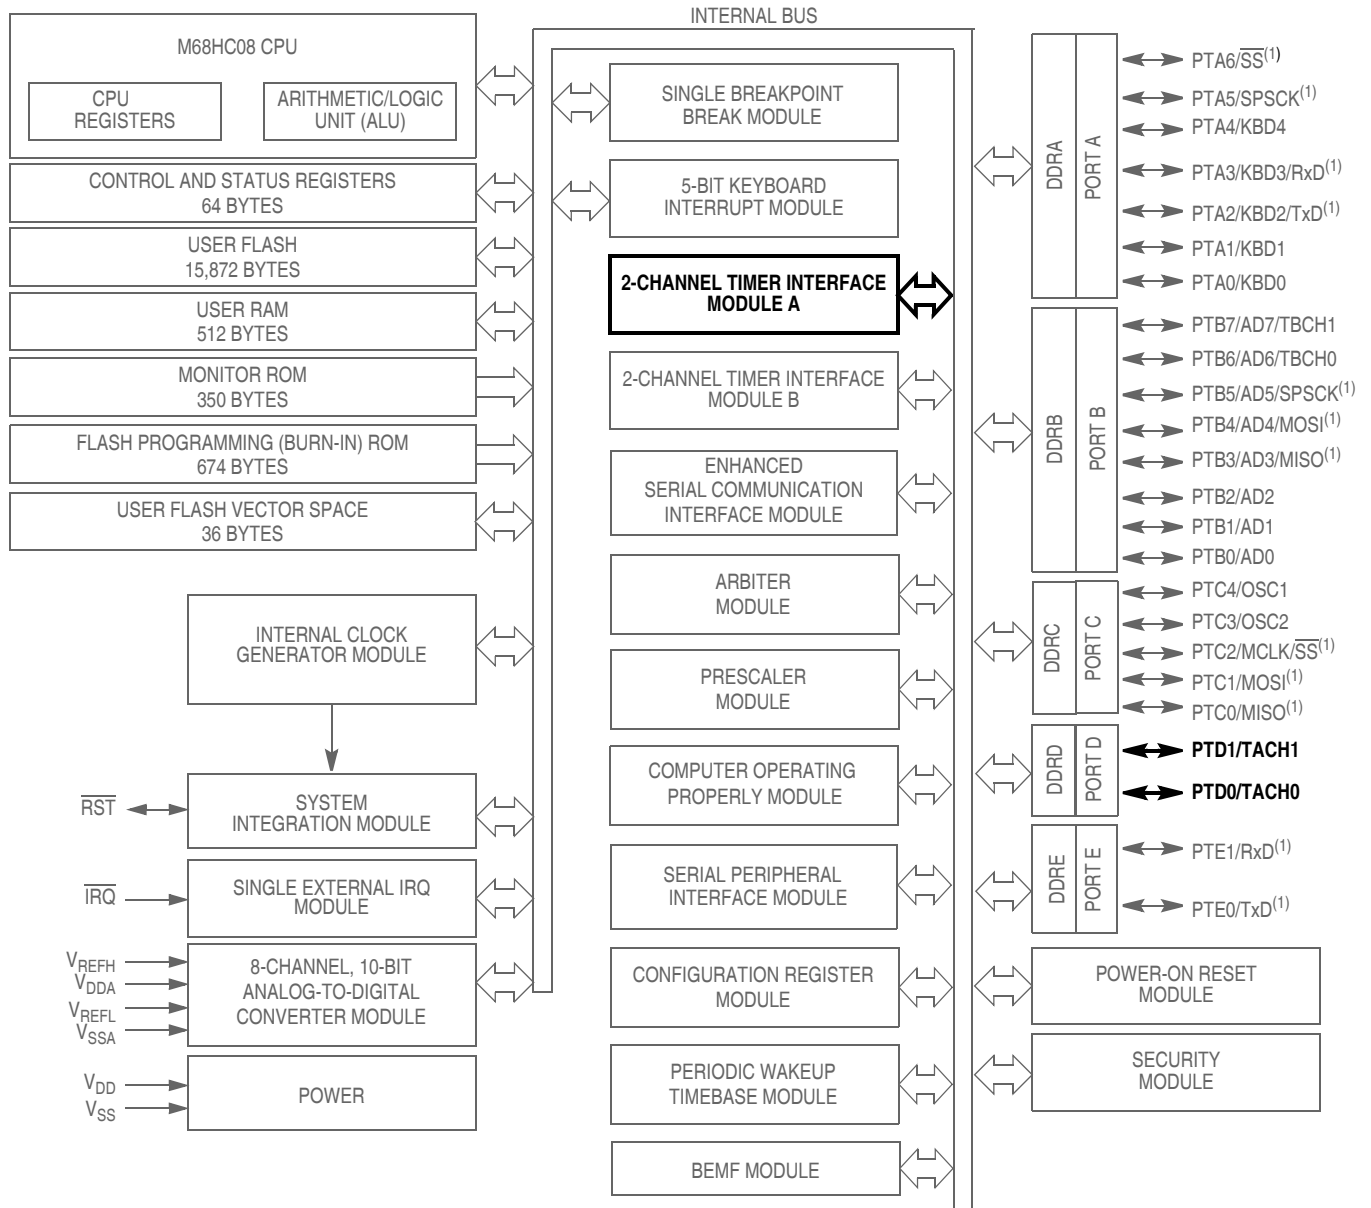 INTERNAL BUS
M68HC08 CPU
CPU
REGISTERS
ARITHMETIC/LOGIC
UNIT (ALU)
CONTROL AND STATUS REGISTERS
64 BYTES
USER FLASH
15,872 BYTES
USER RAM
512 BYTES
MONITOR ROM
350 BYTES
FLASH PROGRAMMING (BURN-IN) ROM
674 BYTES
USER FLASH VECTOR SPACE
36 BYTES
INTERNAL CLOCK
GENERATOR MODULE
RST
SYSTEM
INTEGRATION MODULE
IRQ
SINGLE EXTERNAL IRQ
MODULE
VREFH
VDDA
VREFL
VSSA
8-CHANNEL, 10-BIT
ANALOG-TO-DIGITAL
CONVERTER MODULE
VDD
VSS
POWER
SINGLE BREAKPOINT
BREAK MODULE
5-BIT KEYBOARD
INTERRUPT MODULE
2-CHANNEL TIMER INTERFACE
MODULE A
2-CHANNEL TIMER INTERFACE
MODULE B
ENHANCED
SERIAL COMMUNICATION
INTERFACE MODULE
ARBITER
MODULE
PRESCALER
MODULE
COMPUTER OPERATING
PROPERLY MODULE
SERIAL PERIPHERAL
INTERFACE MODULE
CONFIGURATION REGISTER
MODULE
PERIODIC WAKEUP
TIMEBASE MODULE
BEMF MODULE
DDRA
PORT A
PTA6/SS(1)
PTA5/SPSCK(1)
PTA4/KBD4
PTA3/KBD3/RxD(1)
PTA2/KBD2/TxD(1)
PTA1/KBD1
PTA0/KBD0
DDRB
PORT B
PTB7/AD7/TBCH1
PTB6/AD6/TBCH0
PTB5/AD5/SPSCK(1)
PTB4/AD4/MOSI(1)
PTB3/AD3/MISO(1)
PTB2/AD2
PTB1/AD1
PTB0/AD0
DDRC
PORT C
PTC4/OSC1
PTC3/OSC2
PTC2/MCLK/SS(1)
PTC1/MOSI(1)
PTC0/MISO(1)
DDRD
PORT D
PTD1/TACH1
PTD0/TACH0
DDRE
PORT E
PTE1/RxD(1)
PTE0/TxD(1)
POWER-ON RESET
MODULE
SECURITY
MODULE